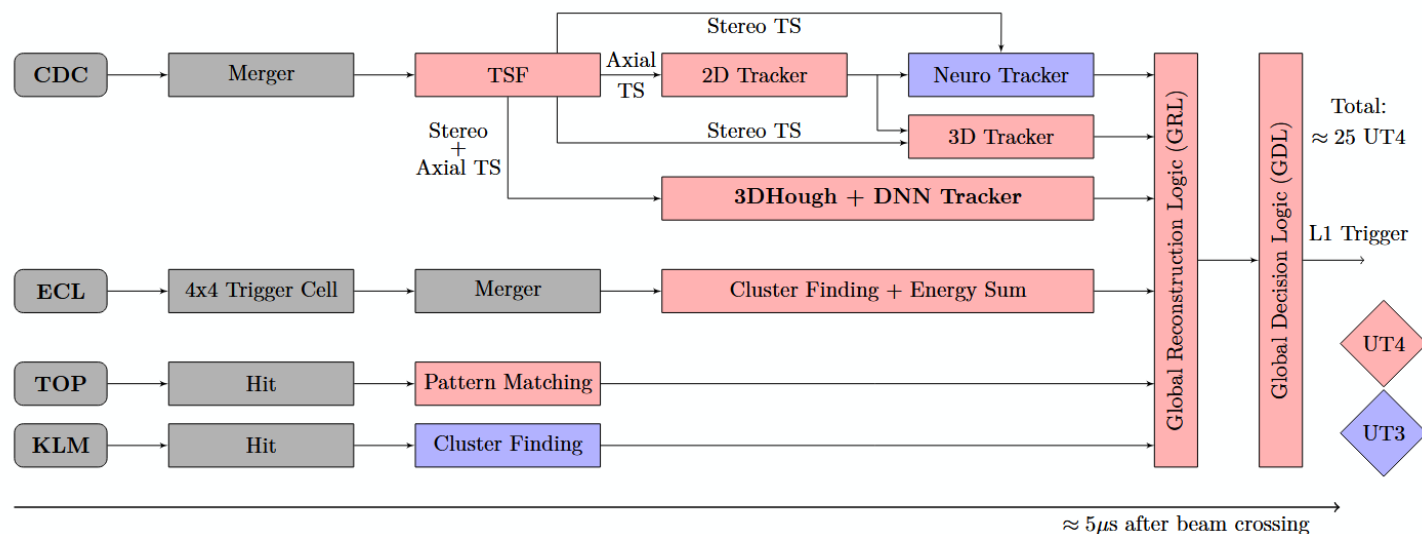 Stereo TS
CDC
Merger
TSF
Axial
TS
2D Tracker
Neuro Tracker
Stereo
+
Axial TS
Stereo TS
3D Tracker
3DHough + DNN Tracker
ECL
4x4 Trigger Cell
Merger
Cluster Finding + Energy Sum
TOP
Hit
Pattern Matching
KLM
Hit
Cluster Finding
Global Reconstruction Logic (GRL)
Global Decision Logic (GDL)
Total:
≈ 25 UT4
L1 Trigger
UT4
UT3
≈ 5μs after beam crossing